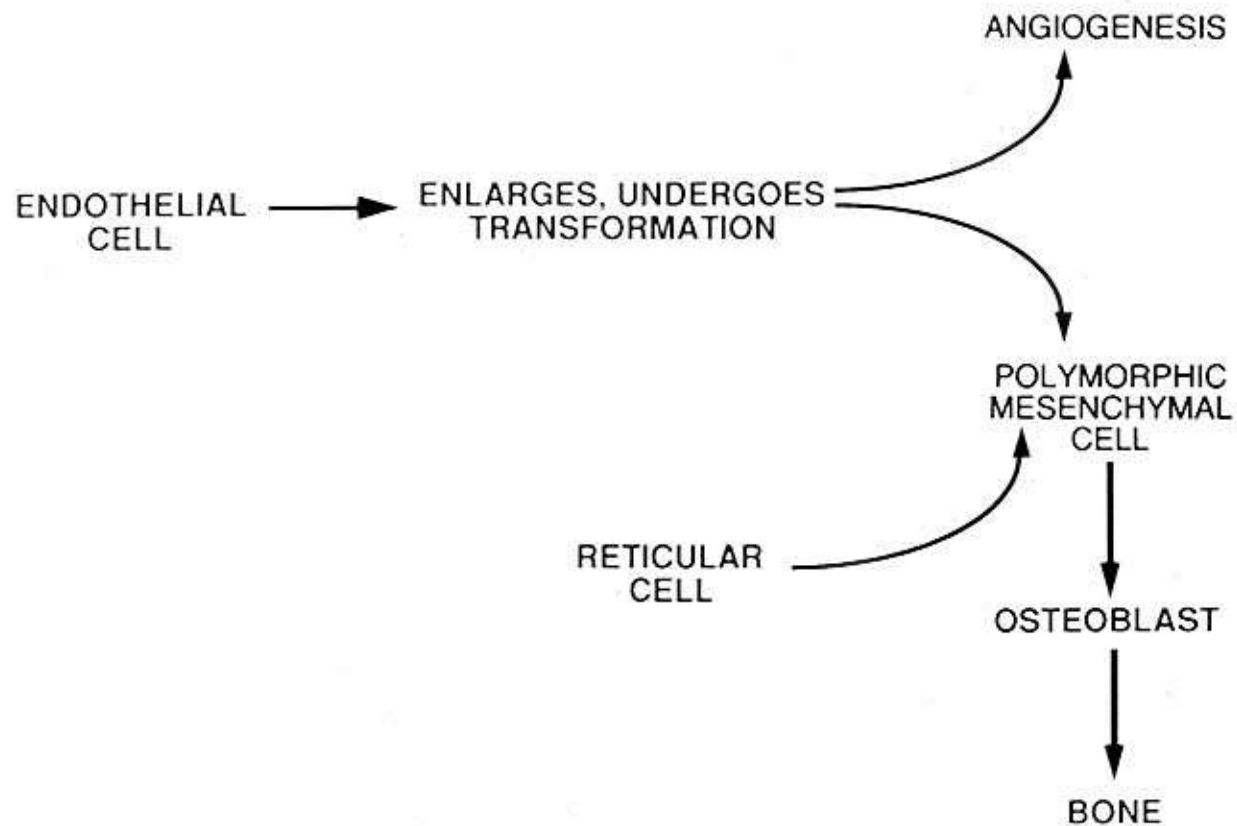 ANGIOGENESIS
ENDOTHELIAL
CELL
ENLARGES, UNDERGOES
TRANSFORMATION
POLYMORPHIC
MESENCHYMAL
CELL
RETICULAR
CELL
OSTEOBLAST
BONE